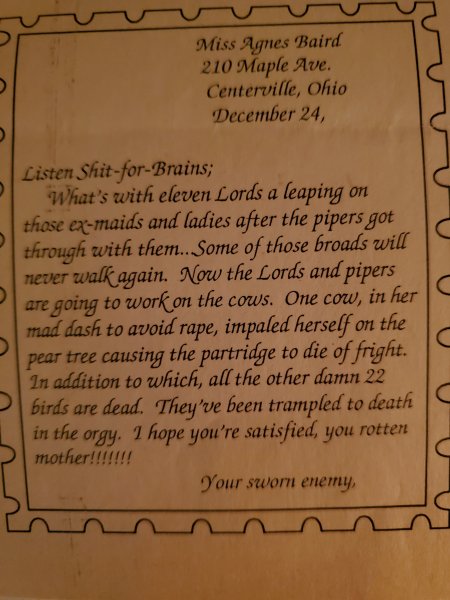 Miss Agnes Baird
210 Maple Ave.
Centerville, Ohio
December 24,
Listen Shit-for-Brains;
What's with eleven Lords a leaping on
those ex-maids and ladies after the pipers got
through with them...Some of those broads will
never walk again. Now the Lords and pipers
are going to work on the cows. One cow, in her
mad dash to avoid rape, impaled herself on the
pear tree causing the partridge to die of fright.
In addition to which, all the other damn 22
birds are dead. They've been trampled to death
in the orgy. I hope you're satisfied, you rotten
mother!!!!!!!
Your sworn enemy,